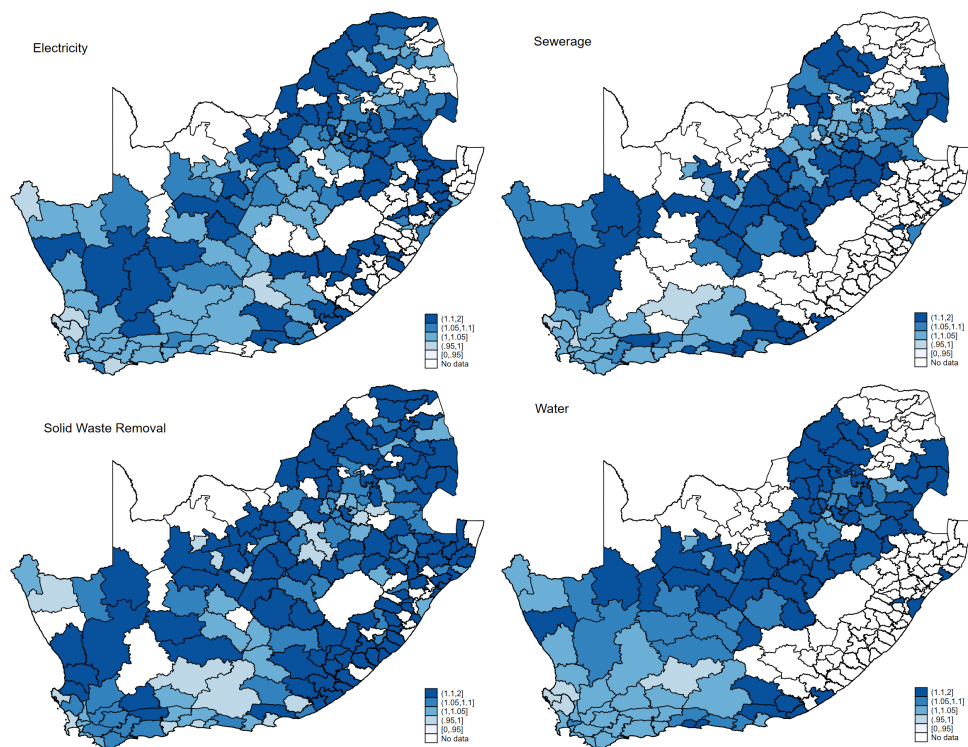 Electricity
(1.1,2]
(1.05,1.1]
(1,1.05]
(.95,1]
[0,.95]
No data
Sewerage
(1.1,2]
(1.05,1.1]
(1,1.05]
(.95,1]
[0,.95]
No data
Solid Waste Removal
(1.1,2]
(1.05,1.1]
(1,1.05]
(.95,1]
[0,.95]
No data
Water
(1.1,2]
(1.05,1.1]
(1,1.05]
(.95,1]
[0,.95]
No data